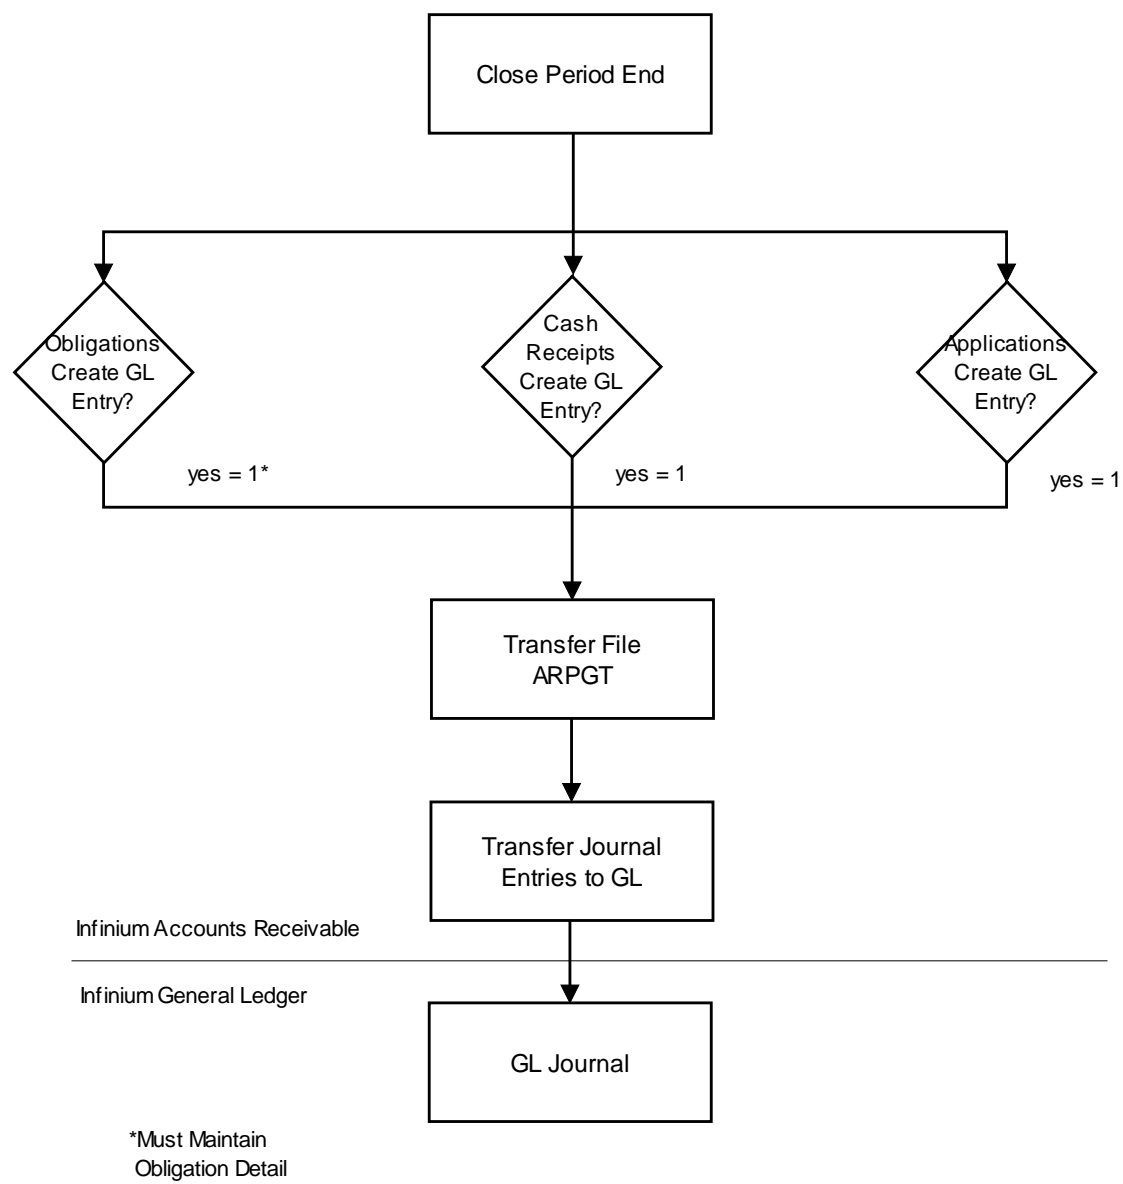 Close Period End
Obligations
Create GL
Entry?
Cash
Receipts
Create GL
Entry?
Applications
Create GL
Entry?
yes = 1*
yes = 1
yes = 1
Transfer File
ARPGT
Transfer Journal
Entries to GL
Infinium Accounts Receivable
Infinium General Ledger
GL Journal
*Must Maintain
Obligation Detail